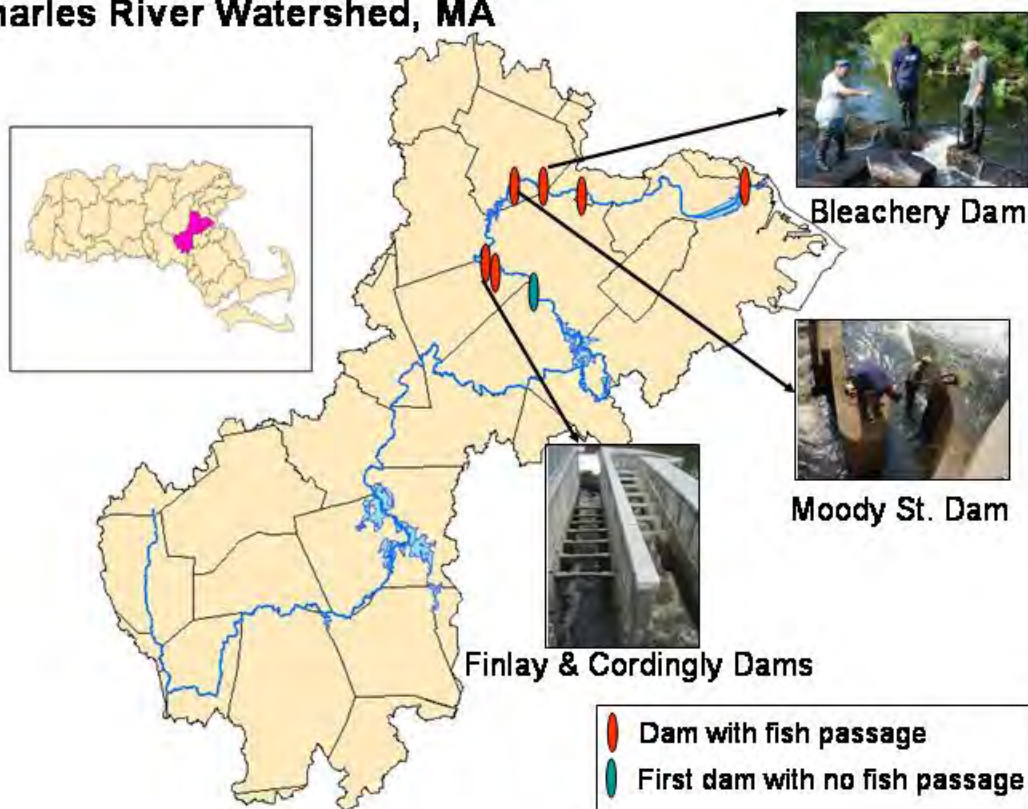 harles River Watershed, MA
Bleachery Dam
Moody St. Dam
Finlay & Cordingly Dams
Dam with fish passage
First dam with no fish passage